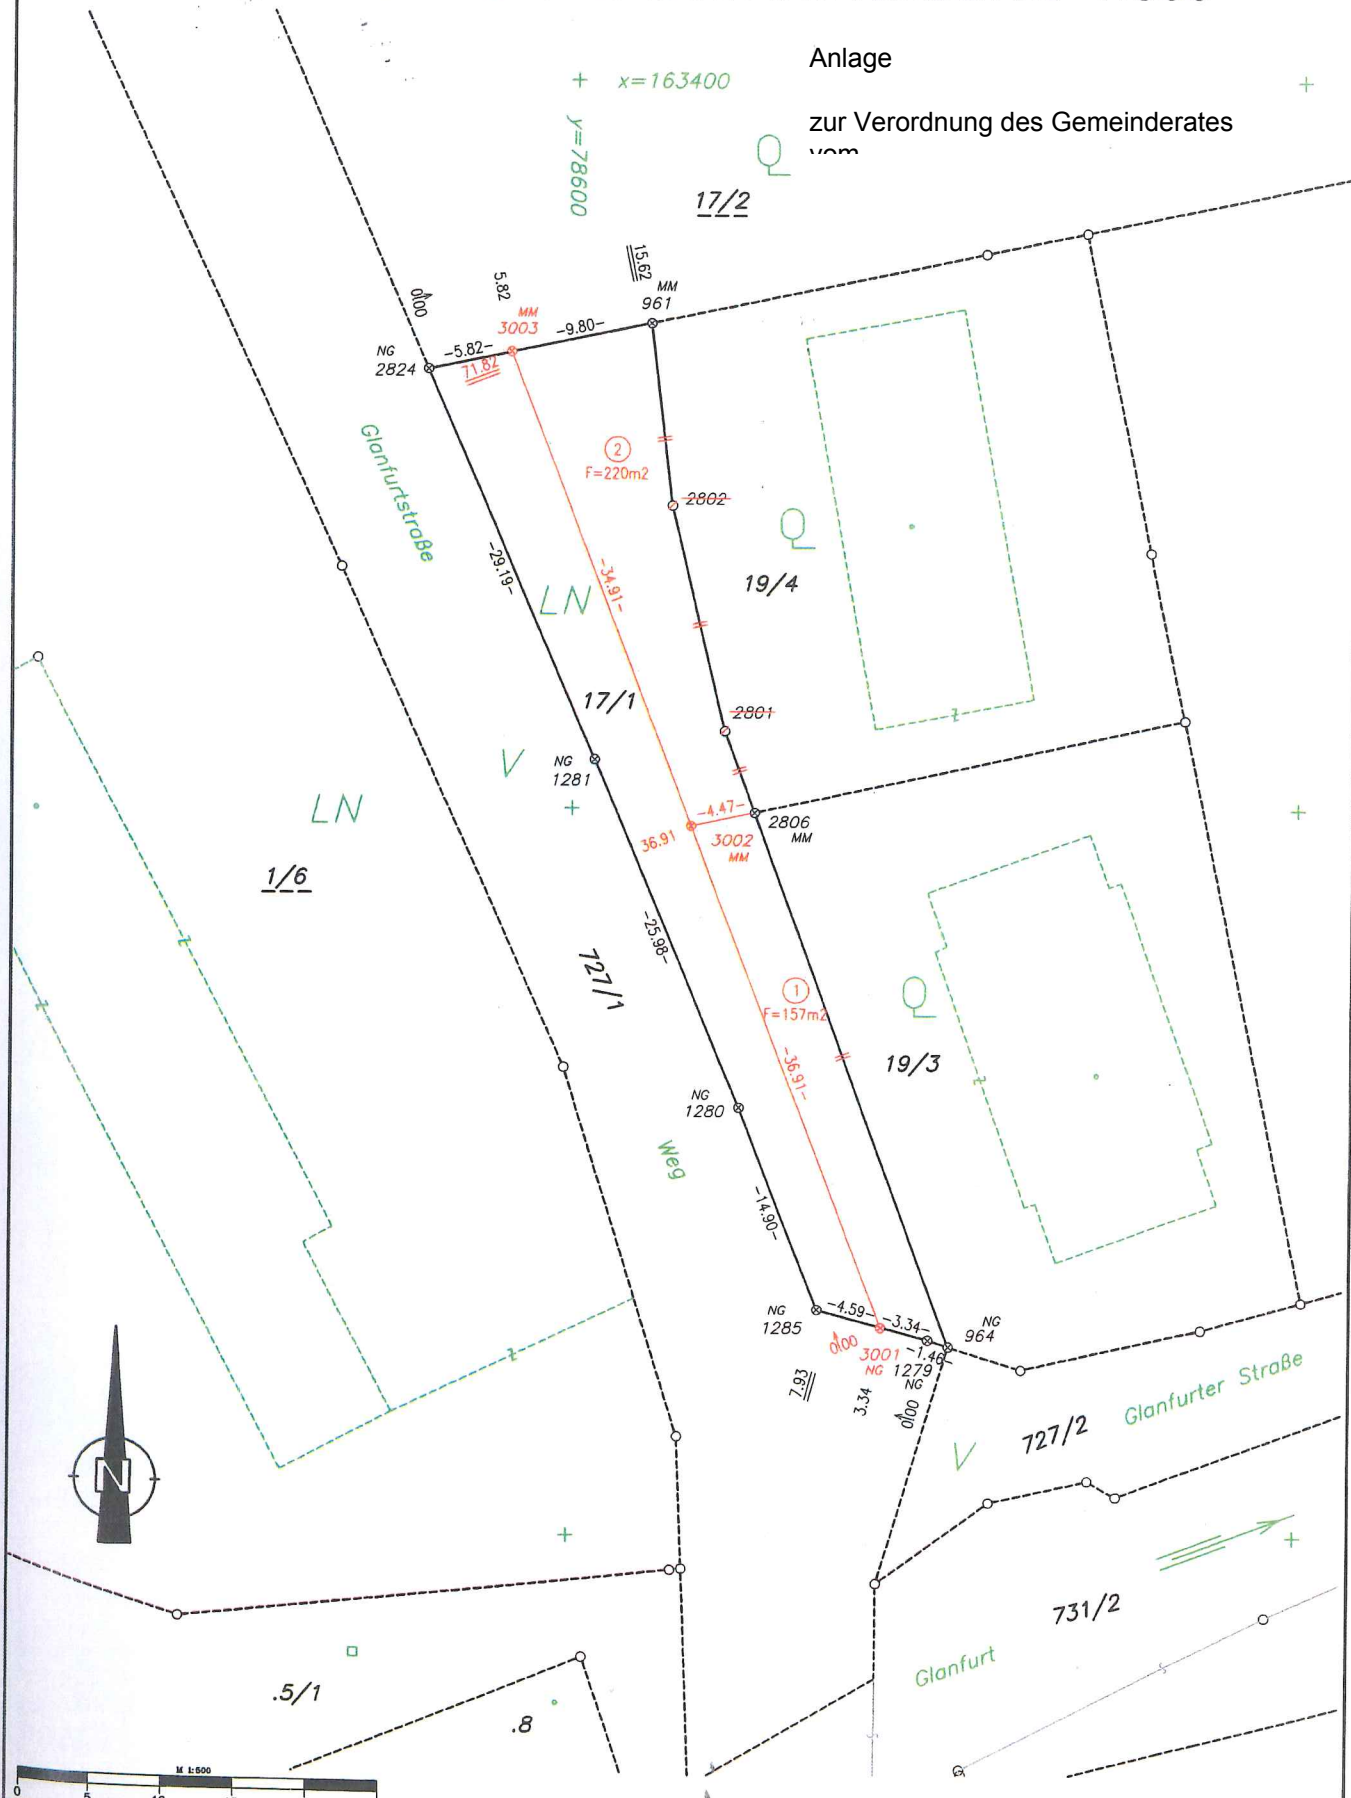 Anlage
x=163400
zur Verordnung des Gemeinderates
y=78600
17/2
15.62
5.82
0.00
MM
961
MM
3003
-9.80-
-5.82-
NG
2824
71.82
Glanfurtstraße
2
F=220m2
2802
19/4
-29.19-
-34.91-
LN
17/1
2801
V
NG
1281
LN
-4.47-
2806
MM
36.91
3002
MM
1/6
-25.98-
727/1
1
F=157m2
19/3
-36.91-
NG
1280
Weg
-14.90-
NG
1285
-4.59-
-3.34-
NG
964
0.00
3001
NG
-1.46-
1279
NG
7.93
3.34
0.00
Glanfurter Straße
727/2
V
N
731/2
Glanfurt
.5/1
.8
M 1:500
0
5